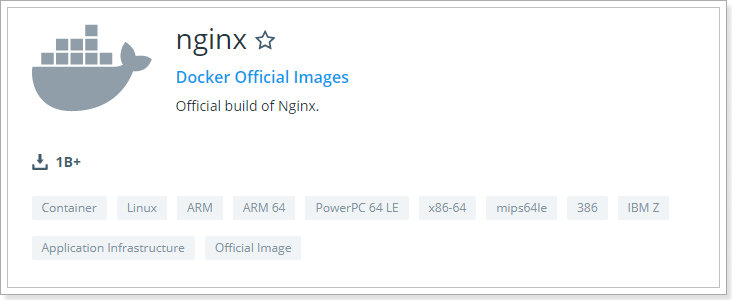 nginx
Docker Official Images
Official build of Nginx.
1B+
Container Linux ARM ARM 64 PowerPC 64 LE x86-64 mips64le 386 IBM Z
Application Infrastructure Official Image